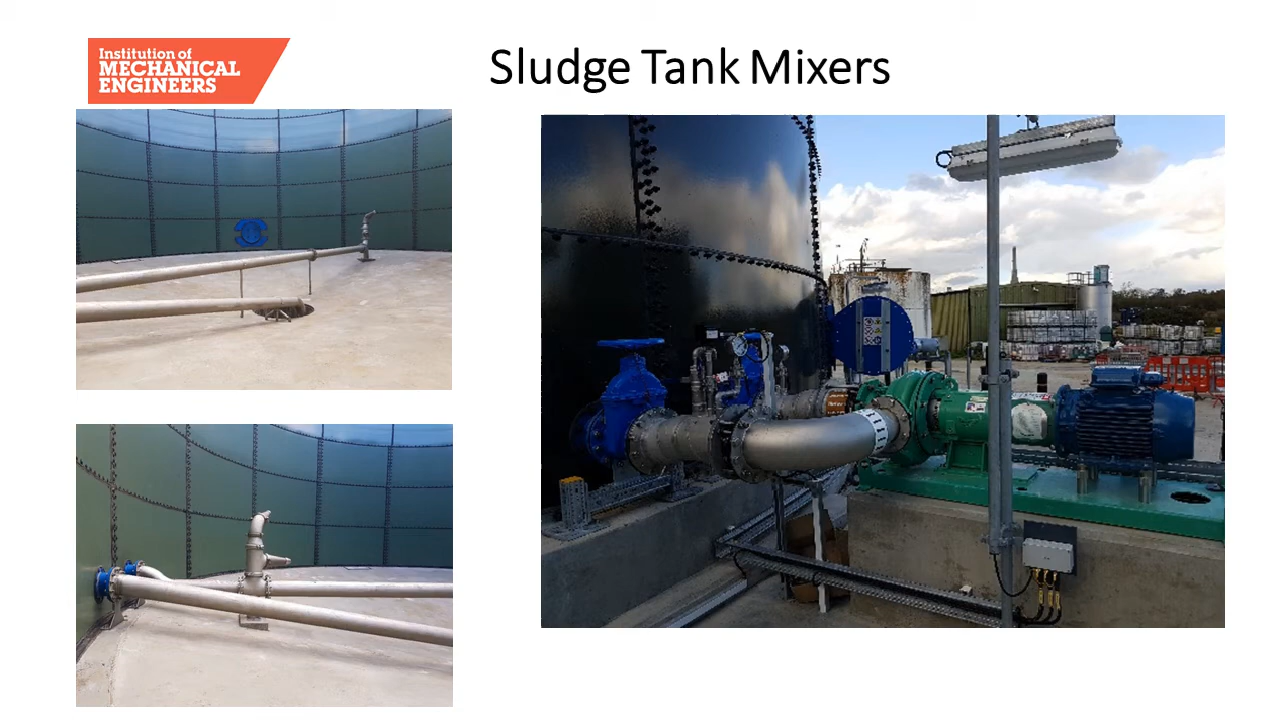 Institution of
MECHANICAL
ENGINEERS
Sludge Tank Mixers